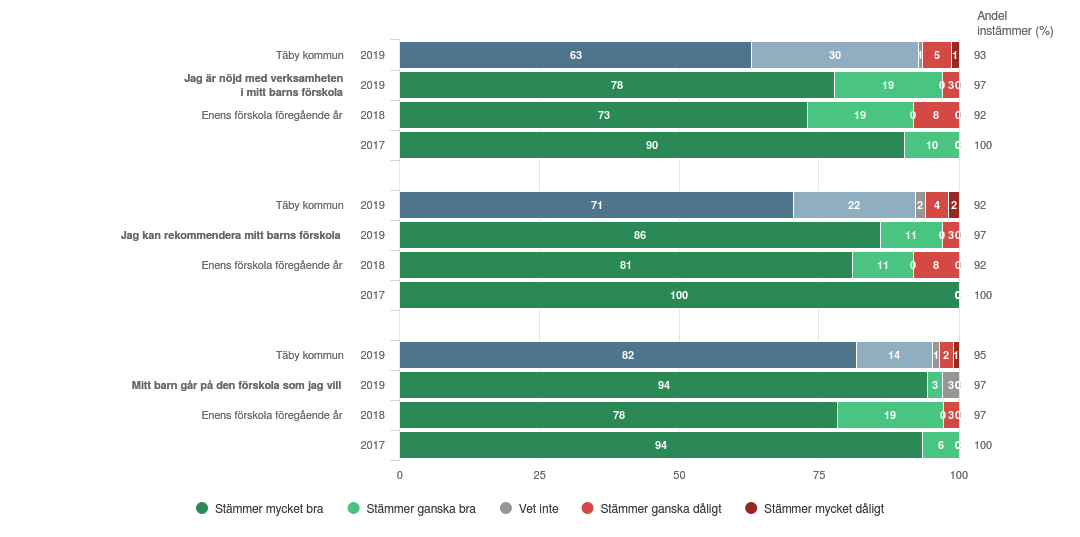 Andel
instämmer (%)
Täby kommun 2019 63 30 1 5 1 93
Jag är nöjd med verksamheten
i mitt barns förskola 2019 78 19 0 3 0 97
Enens förskola föregående år 2018 73 19 0 8 0 92
2017 90 10 0 100
Täby kommun 2019 71 22 2 4 2 92
Jag kan rekommendera mitt barns förskola 2019 86 11 0 3 0 97
Enens förskola föregående år 2018 81 11 0 8 0 92
2017 100 0 100
Täby kommun 2019 82 14 1 2 1 95
Mitt barn går på den förskola som jag vill 2019 94 3 3 0 97
Enens förskola föregående år 2018 78 19 0 3 0 97
2017 94 6 0 100
0 25 50 75 100
Stämmer mycket bra Stämmer ganska bra Vet inte Stämmer ganska dåligt Stämmer mycket dåligt